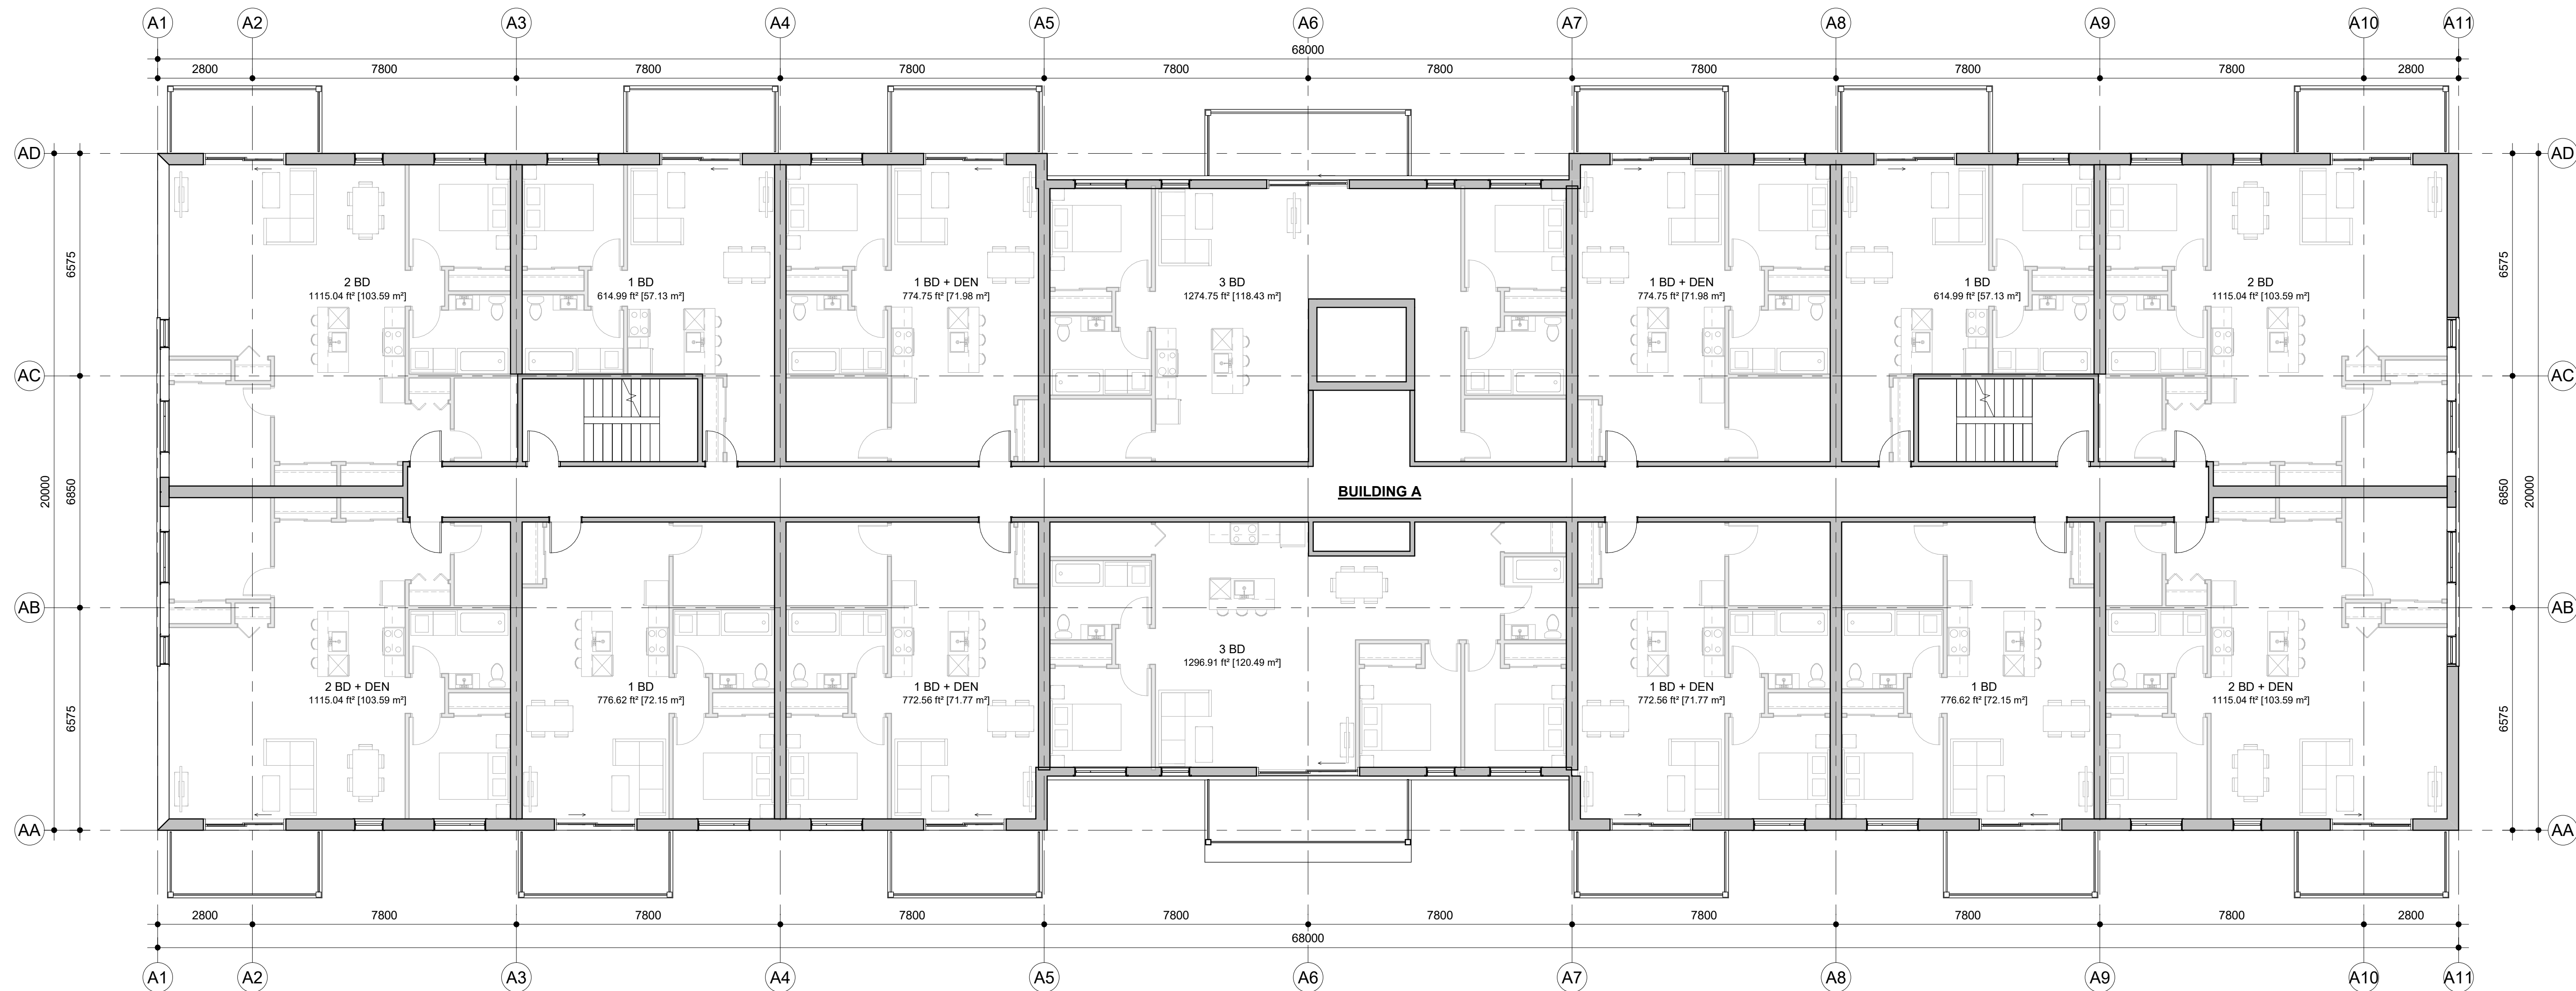 A1 A2 A3 A4 A5 A6 A7 A8 A9 A10 A11
68000
2800 7800 7800 7800 7800 7800 7800 7800 7800 2800
AD AD
6575 6575
2 BD 1 BD 1 BD + DEN 3 BD 1 BD + DEN 1 BD 2 BD
1115.04 ft² [103.59 m²] 614.99 ft² [57.13 m²] 774.75 ft² [71.98 m²] 1274.75 ft² [118.43 m²] 774.75 ft² [71.98 m²] 614.99 ft² [57.13 m²] 1115.04 ft² [103.59 m²]
AC AC
20000 6850 6850 20000
BUILDING A
AB AB
3 BD
1296.91 ft² [120.49 m²]
2 BD + DEN 1 BD 1 BD + DEN 1 BD + DEN 1 BD 2 BD + DEN
1115.04 ft² [103.59 m²] 776.62 ft² [72.15 m²] 772.56 ft² [71.77 m²] 772.56 ft² [71.77 m²] 776.62 ft² [72.15 m²] 1115.04 ft² [103.59 m²]
6575 6575
AA AA
2800 7800 7800 7800 7800 7800 7800 7800 7800 2800
68000
A1 A2 A3 A4 A5 A6 A7 A8 A9 A10 A11